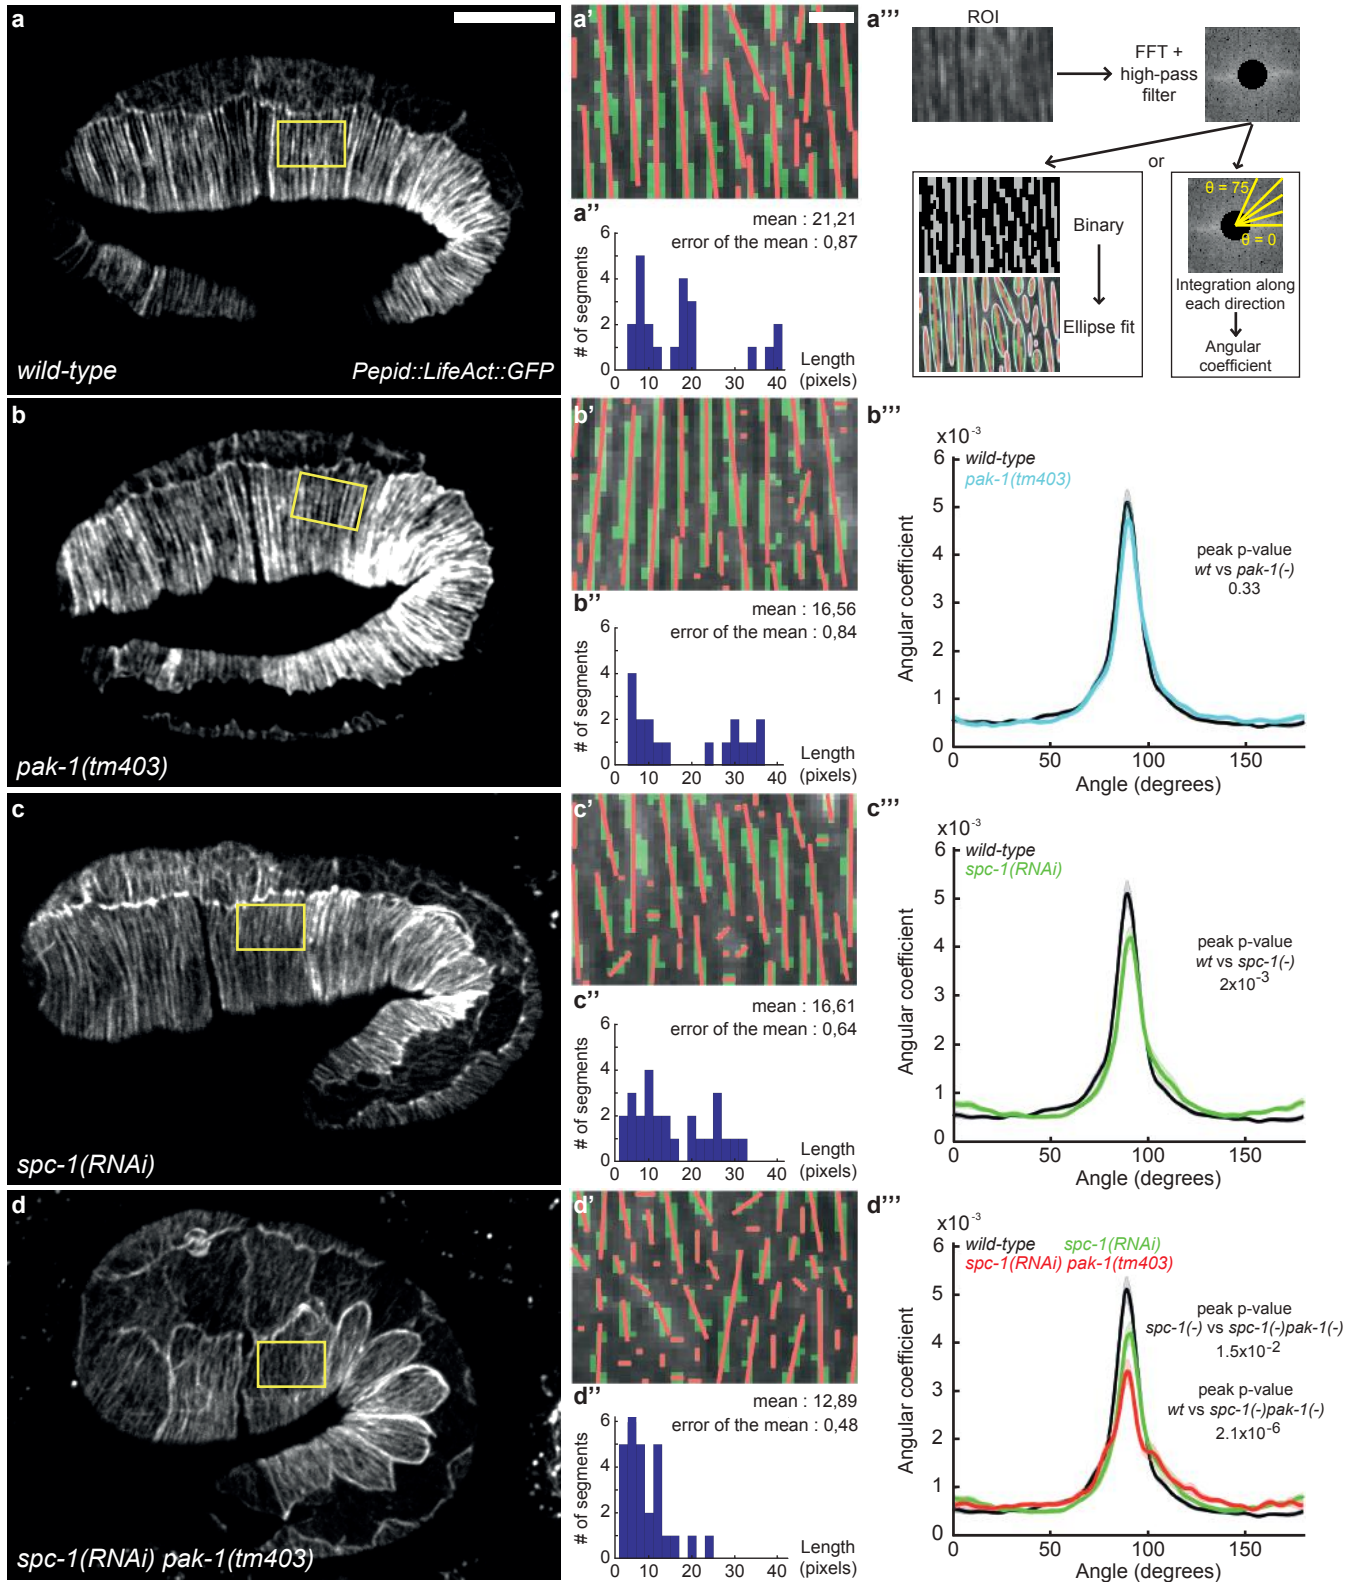 a
wild-type
Pepid::LifeAct::GFP
a'
a''
mean : 21,21
error of the mean : 0,87
# of segments
6
4
2
0
0 10 20 30 40
Length
(pixels)
a'''
ROI
FFT +
high-pass
filter
or
Binary
Ellipse fit
θ = 75
θ = 0
Integration along
each direction
Angular
coefficient
b
pak-1(tm403)
b'
b''
mean : 16,56
error of the mean : 0,84
# of segments
6
4
2
0
0 10 20 30 40
Length
(pixels)
b'''
x10-3
wild-type
pak-1(tm403)
peak p-value
wt vs pak-1(-)
0.33
Angular coefficient
6
5
4
3
2
1
0
0 50 100 150
Angle (degrees)
c
spc-1(RNAi)
c'
c''
mean : 16,61
error of the mean : 0,64
# of segments
6
4
2
0
0 10 20 30 40
Length
(pixels)
c'''
x10-3
wild-type
spc-1(RNAi)
peak p-value
wt vs spc-1(-)
2x10-3
Angular coefficient
6
5
4
3
2
1
0
0 50 100 150
Angle (degrees)
d
spc-1(RNAi) pak-1(tm403)
d'
d''
mean : 12,89
error of the mean : 0,48
# of segments
6
4
2
0
0 10 20 30 40
Length
(pixels)
d'''
x10-3
wild-type spc-1(RNAi)
spc-1(RNAi) pak-1(tm403)
peak p-value
spc-1(-) vs spc-1(-)pak-1(-)
1.5x10-2
peak p-value
wt vs spc-1(-)pak-1(-)
2.1x10-6
Angular coefficient
6
5
4
3
2
1
0
0 50 100 150
Angle (degrees)